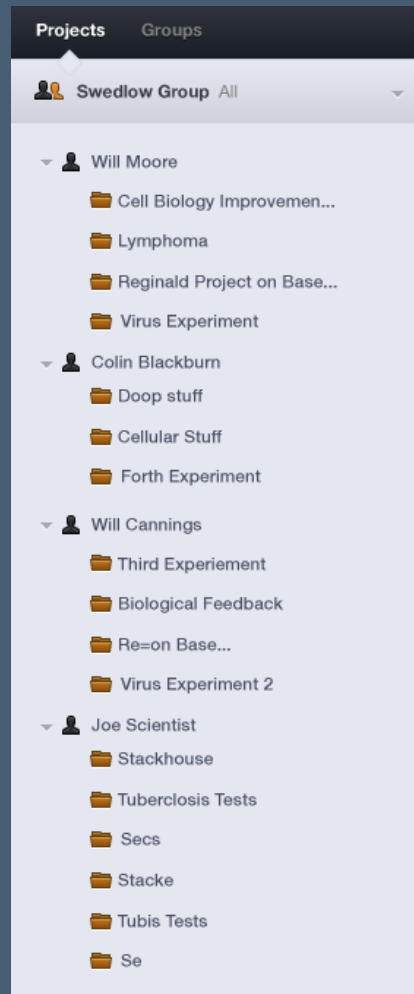 Projects Groups
Swedlow Group All
Will Moore
Cell Biology Improvemen...
Lymphoma
Reginald Project on Base...
Virus Experiment
Colin Blackburn
Doop stuff
Cellular Stuff
Forth Experiment
Will Cannings
Third Experiement
Biological Feedback
Re=on Base...
Virus Experiment 2
Joe Scientist
Stackhouse
Tuberclosis Tests
Secs
Stacke
Tubis Tests
Se